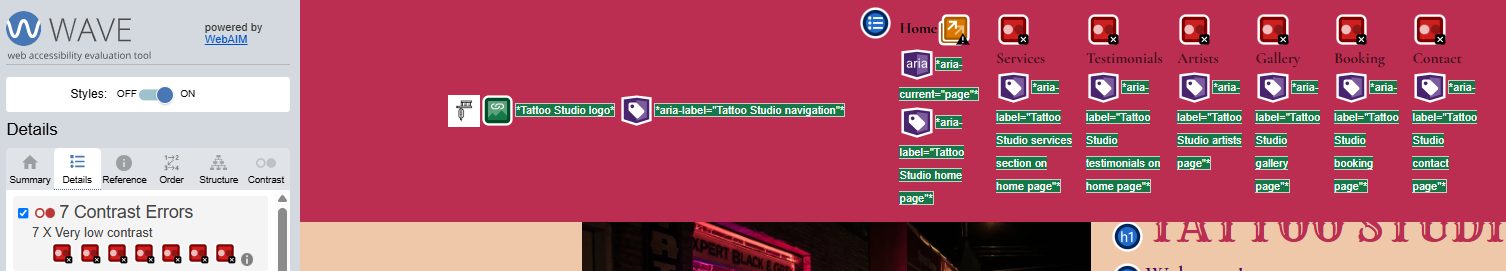 WAVE
powered by
WebAIM
web accessibility evaluation tool
Styles: OFF ON
Details
Summary Details Reference Order Structure Contrast
7 Contrast Errors
7 X Very low contrast
*Tattoo Studio logo*
*aria-label="Tattoo Studio navigation"*
Home
aria
*aria-
current="page"*
*aria-
label="Tattoo
Studio home
page"*
Services
*aria-
label="Tattoo
Studio services
section on
home page"*
Testimonials
*aria-
label="Tattoo
Studio
testimonials on
home page"*
Artists
*aria-
label="Tattoo
Studio artists
page"*
Gallery
*aria-
label="Tattoo
Studio
gallery
page"*
Booking
*aria-
label="Tattoo
Studio
booking
page"*
Contact
*aria-
label="Tattoo
Studio
contact
page"*
XPERT BLACK &
h1
TATTOO STUDI